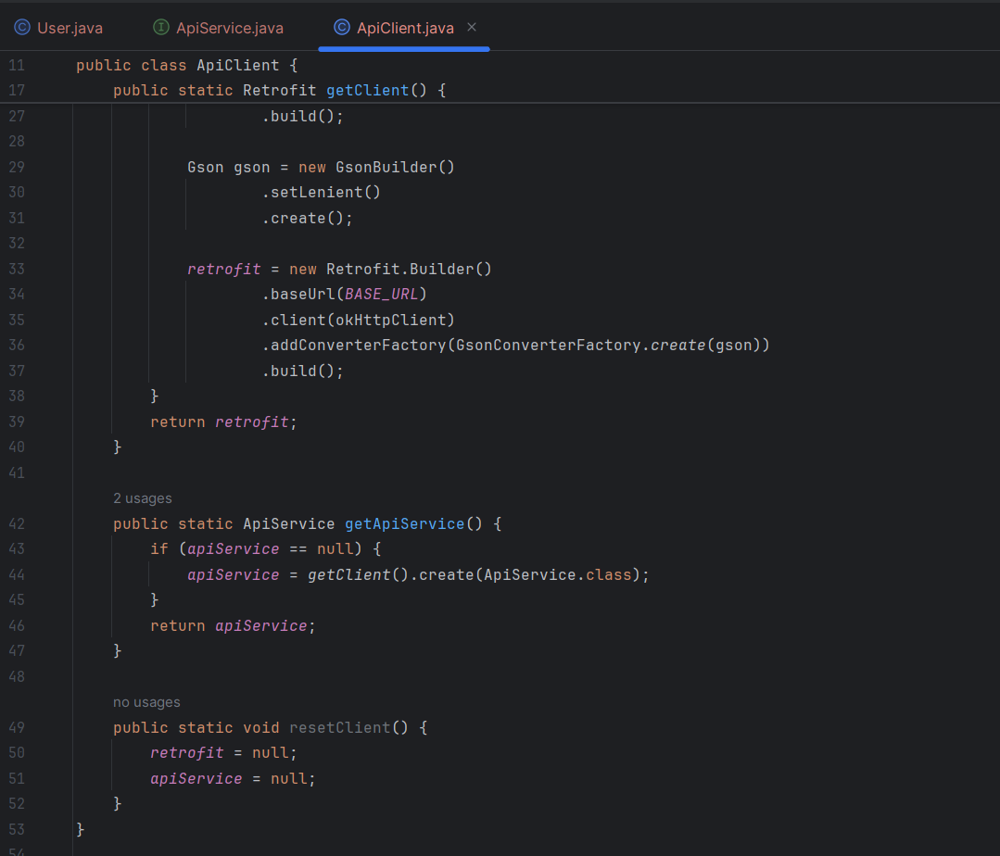 User.java ApiService.java ApiClient.java
11 public class ApiClient {
17     public static Retrofit getClient() {
27                     .build();
28
29             Gson gson = new GsonBuilder()
30                     .setLenient()
31                     .create();
32
33             retrofit = new Retrofit.Builder()
34                     .baseUrl(BASE_URL)
35                     .client(okHttpClient)
36                     .addConverterFactory(GsonConverterFactory.create(gson))
37                     .build();
38         }
39         return retrofit;
40     }
41
2 usages
42     public static ApiService getApiService() {
43         if (apiService == null) {
44             apiService = getClient().create(ApiService.class);
45         }
46         return apiService;
47     }
48
no usages
49     public static void resetClient() {
50         retrofit = null;
51         apiService = null;
52     }
53 }
54